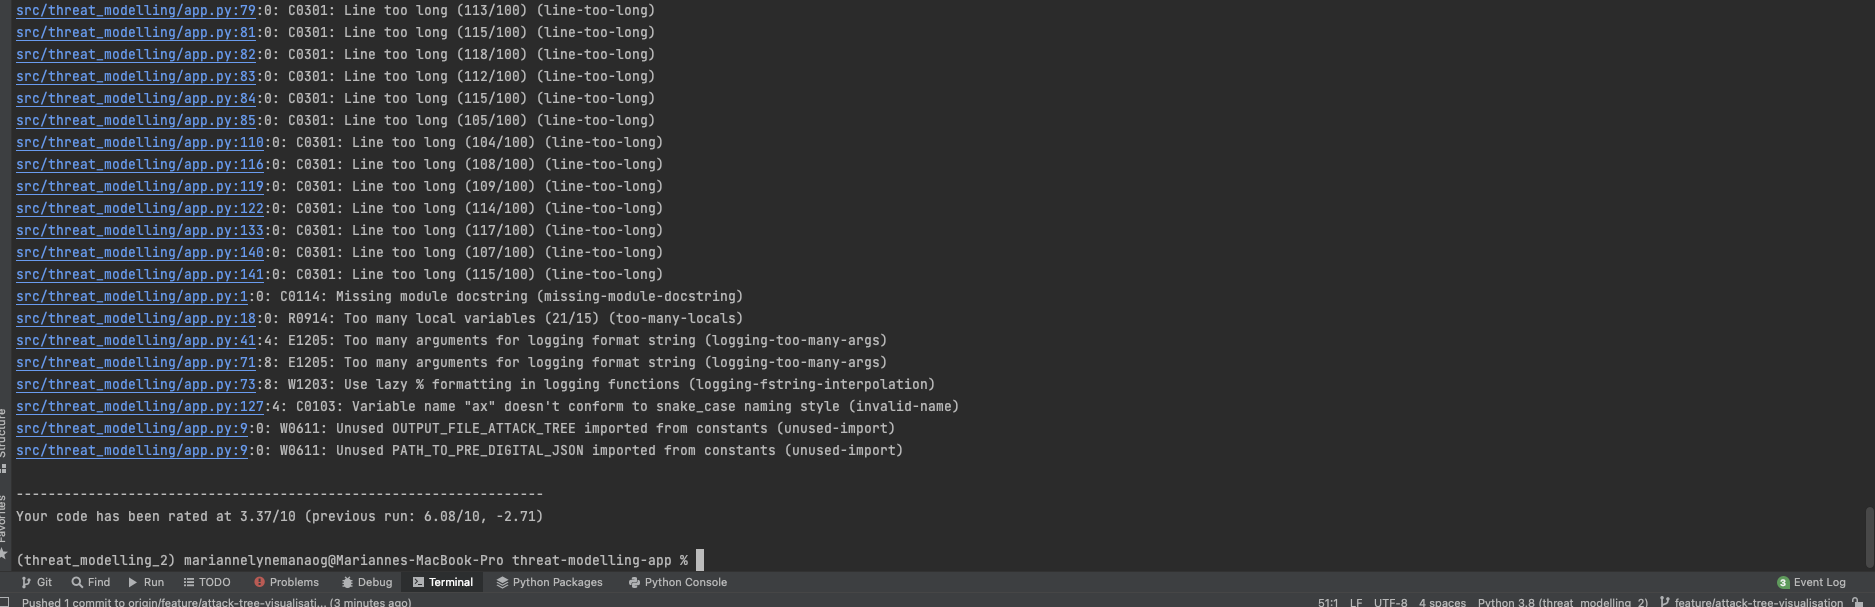 src/threat_modelling/app.py:79:0: C0301: Line too long (113/100) (line-too-long)
src/threat_modelling/app.py:81:0: C0301: Line too long (115/100) (line-too-long)
src/threat_modelling/app.py:82:0: C0301: Line too long (118/100) (line-too-long)
src/threat_modelling/app.py:83:0: C0301: Line too long (112/100) (line-too-long)
src/threat_modelling/app.py:84:0: C0301: Line too long (115/100) (line-too-long)
src/threat_modelling/app.py:85:0: C0301: Line too long (105/100) (line-too-long)
src/threat_modelling/app.py:110:0: C0301: Line too long (104/100) (line-too-long)
src/threat_modelling/app.py:116:0: C0301: Line too long (108/100) (line-too-long)
src/threat_modelling/app.py:119:0: C0301: Line too long (109/100) (line-too-long)
src/threat_modelling/app.py:122:0: C0301: Line too long (114/100) (line-too-long)
src/threat_modelling/app.py:133:0: C0301: Line too long (117/100) (line-too-long)
src/threat_modelling/app.py:140:0: C0301: Line too long (107/100) (line-too-long)
src/threat_modelling/app.py:141:0: C0301: Line too long (115/100) (line-too-long)
src/threat_modelling/app.py:1:0: C0114: Missing module docstring (missing-module-docstring)
src/threat_modelling/app.py:18:0: R0914: Too many local variables (21/15) (too-many-locals)
src/threat_modelling/app.py:41:4: E1205: Too many arguments for logging format string (logging-too-many-args)
src/threat_modelling/app.py:71:8: E1205: Too many arguments for logging format string (logging-too-many-args)
src/threat_modelling/app.py:73:8: W1203: Use lazy % formatting in logging functions (logging-fstring-interpolation)
src/threat_modelling/app.py:127:4: C0103: Variable name "ax" doesn't conform to snake_case naming style (invalid-name)
src/threat_modelling/app.py:9:0: W0611: Unused OUTPUT_FILE_ATTACK_TREE imported from constants (unused-import)
src/threat_modelling/app.py:9:0: W0611: Unused PATH_TO_PRE_DIGITAL_JSON imported from constants (unused-import)
------------------------------------------------------------------
Your code has been rated at 3.37/10 (previous run: 6.08/10, -2.71)
(threat_modelling_2) mariannelynemanaog@Mariannes-MacBook-Pro threat-modelling-app %
Structure
Favorites
Git Find Run TODO Problems Debug Terminal Python Packages Python Console 3 Event Log
Pushed 1 commit to origin/feature/attack-tree-visualisati... (3 minutes ago) 51:1 LF UTF-8 4 spaces Python 3.8 (threat_modelling_2) feature/attack-tree-visualisation